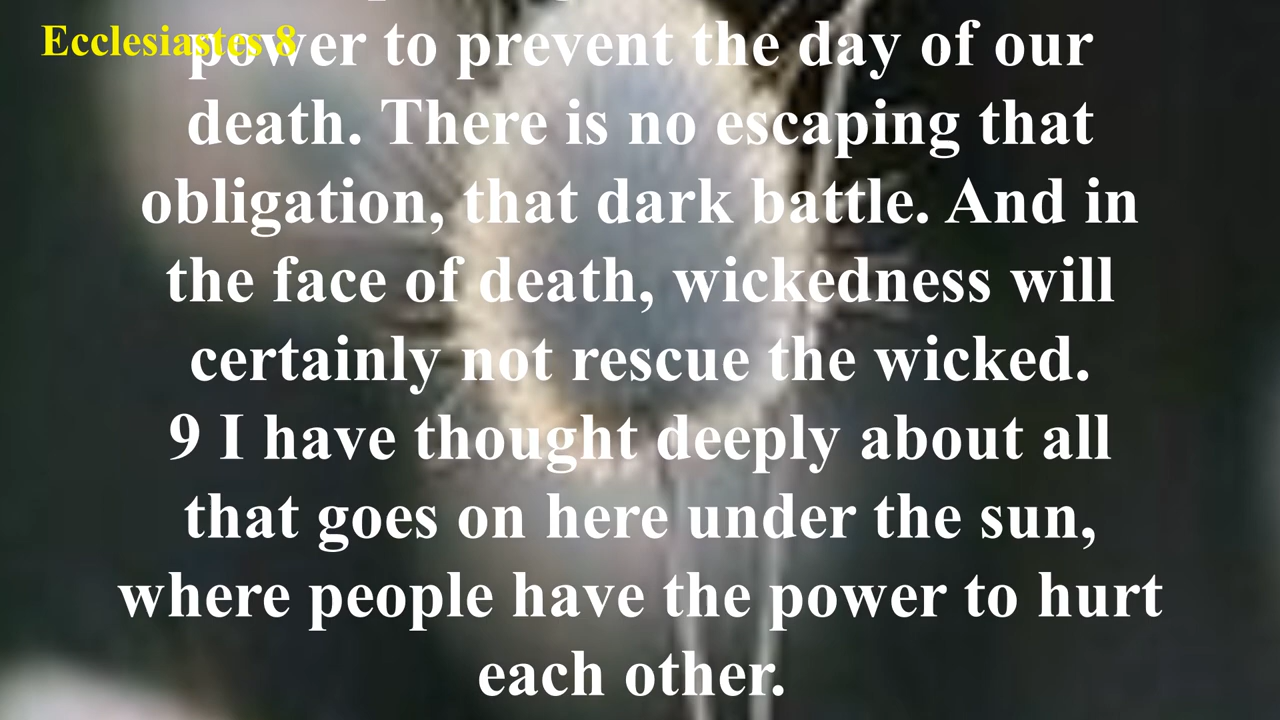 Ecclesiastes 8
power to prevent the day of our
death. There is no escaping that
obligation, that dark battle. And in
the face of death, wickedness will
certainly not rescue the wicked.
9 I have thought deeply about all
that goes on here under the sun,
where people have the power to hurt
each other.